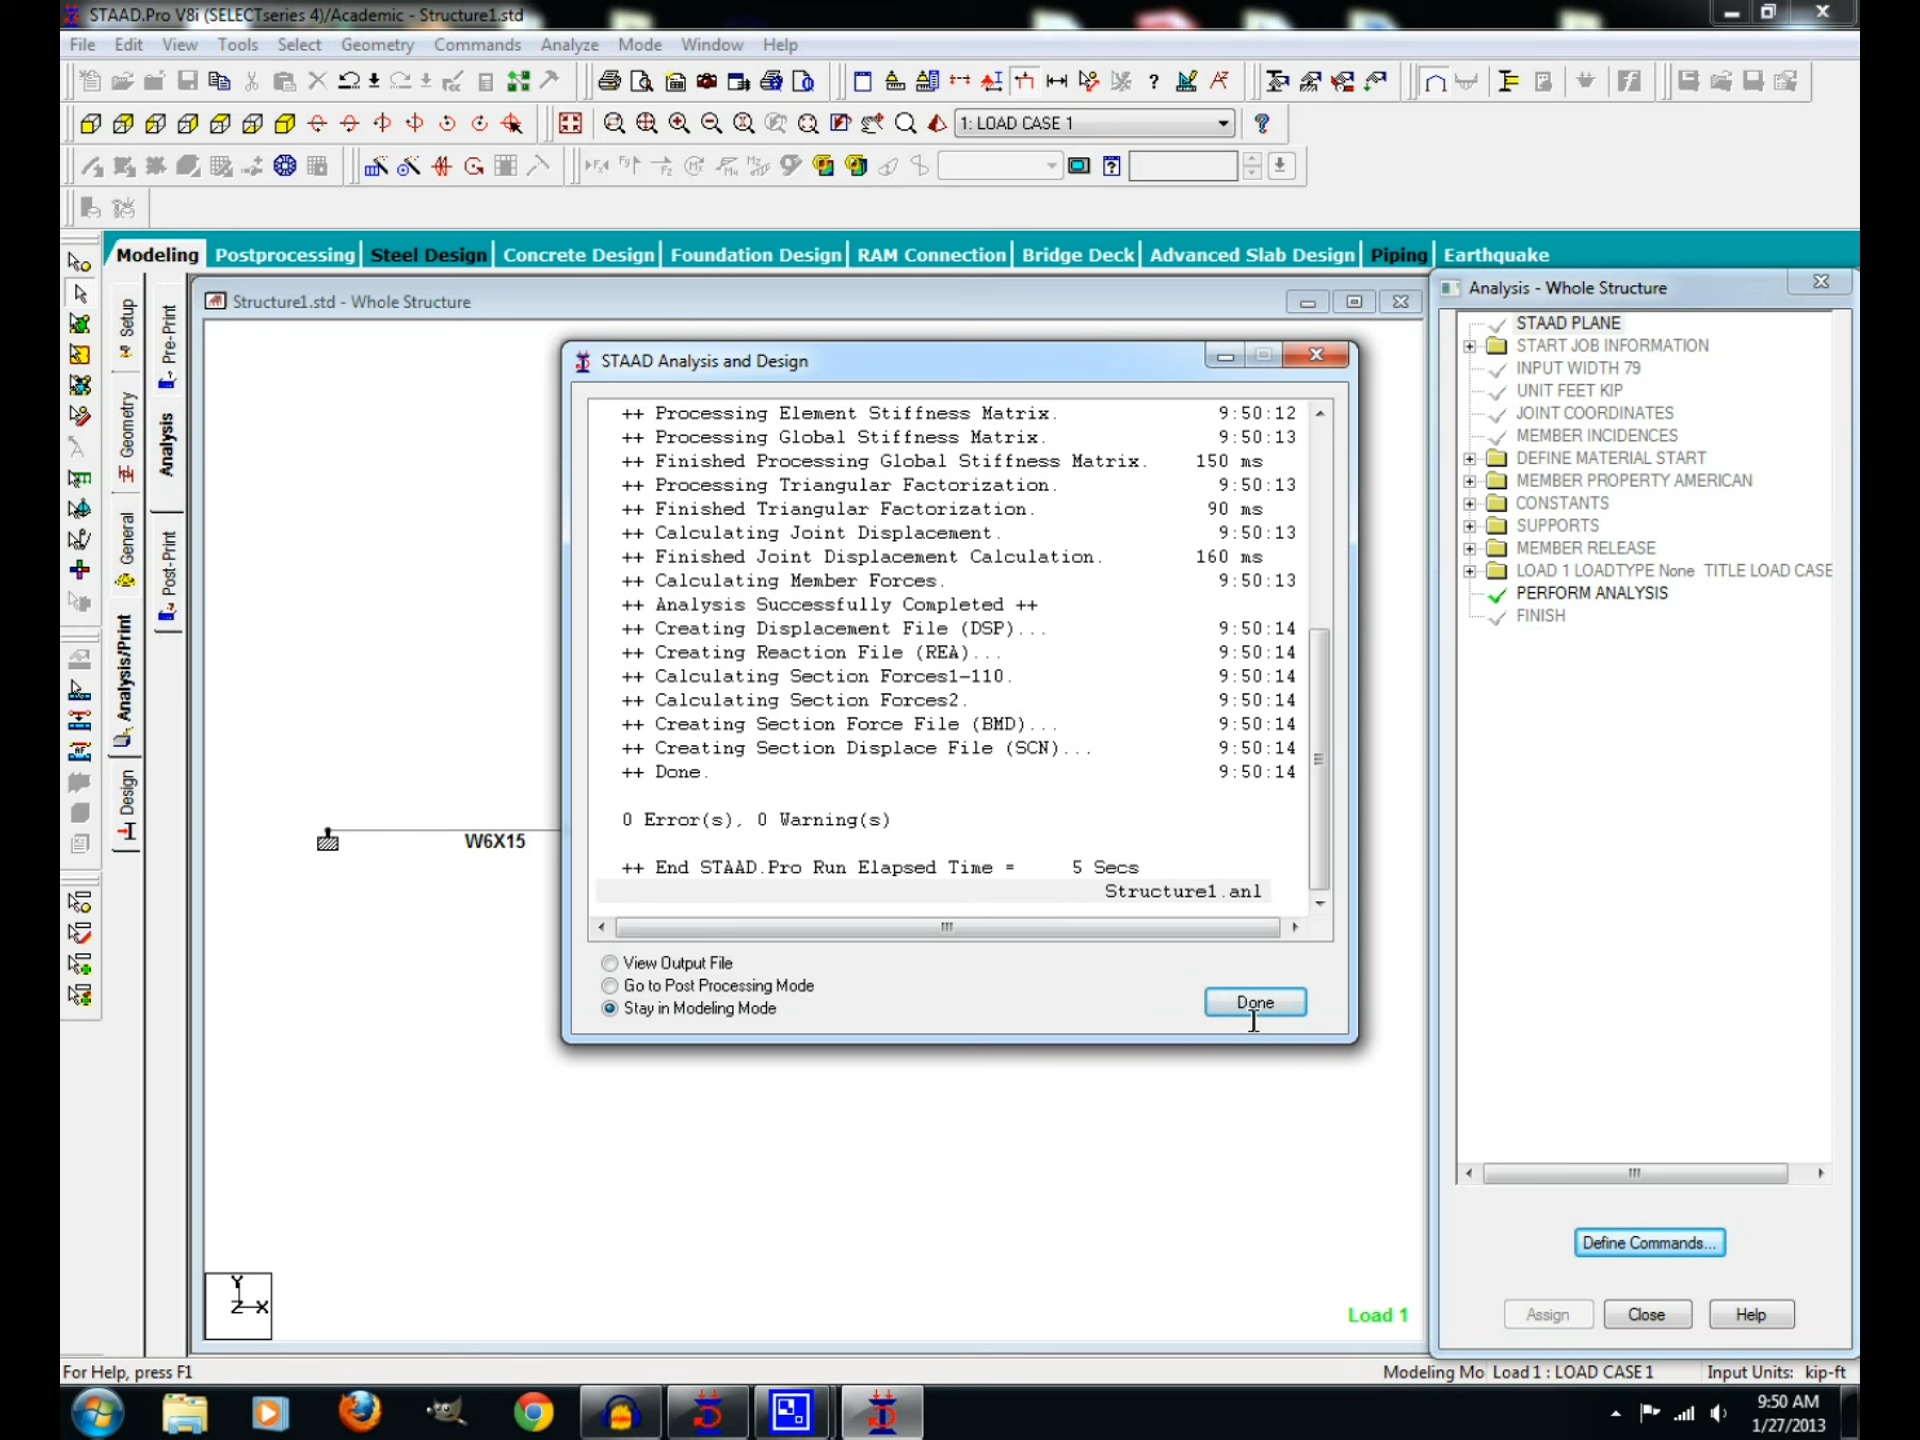 STAAD.Pro V8i (SELECTseries 4)/Academic - Structure1.std
File Edit View Tools Select Geometry Commands Analyze Mode Window Help
1: LOAD CASE 1
Modeling Postprocessing Steel Design Concrete Design Foundation Design RAM Connection Bridge Deck Advanced Slab Design Piping Earthquake
Setup
Geometry
General
Analysis/Print
Design
Pre-Print
Analysis
Post-Print
Structure1.std - Whole Structure
W6X15
Y
Z X
Load 1
STAAD Analysis and Design
++ Processing Element Stiffness Matrix. 9:50:12
++ Processing Global Stiffness Matrix. 9:50:13
++ Finished Processing Global Stiffness Matrix. 150 ms
++ Processing Triangular Factorization. 9:50:13
++ Finished Triangular Factorization. 90 ms
++ Calculating Joint Displacement. 9:50:13
++ Finished Joint Displacement Calculation. 160 ms
++ Calculating Member Forces. 9:50:13
++ Analysis Successfully Completed ++
++ Creating Displacement File (DSP)... 9:50:14
++ Creating Reaction File (REA)... 9:50:14
++ Calculating Section Forces1-110. 9:50:14
++ Calculating Section Forces2. 9:50:14
++ Creating Section Force File (BMD)... 9:50:14
++ Creating Section Displace File (SCN)... 9:50:14
++ Done. 9:50:14
0 Error(s), 0 Warning(s)
++ End STAAD.Pro Run Elapsed Time = 5 Secs
Structure1.anl
View Output File
Go to Post Processing Mode
Stay in Modeling Mode
Done
Analysis - Whole Structure
STAAD PLANE
START JOB INFORMATION
INPUT WIDTH 79
UNIT FEET KIP
JOINT COORDINATES
MEMBER INCIDENCES
DEFINE MATERIAL START
MEMBER PROPERTY AMERICAN
CONSTANTS
SUPPORTS
MEMBER RELEASE
LOAD 1 LOADTYPE None TITLE LOAD CASE
PERFORM ANALYSIS
FINISH
Define Commands...
Assign Close Help
For Help, press F1
Modeling Mo Load 1 : LOAD CASE 1 Input Units: kip-ft
9:50 AM
1/27/2013